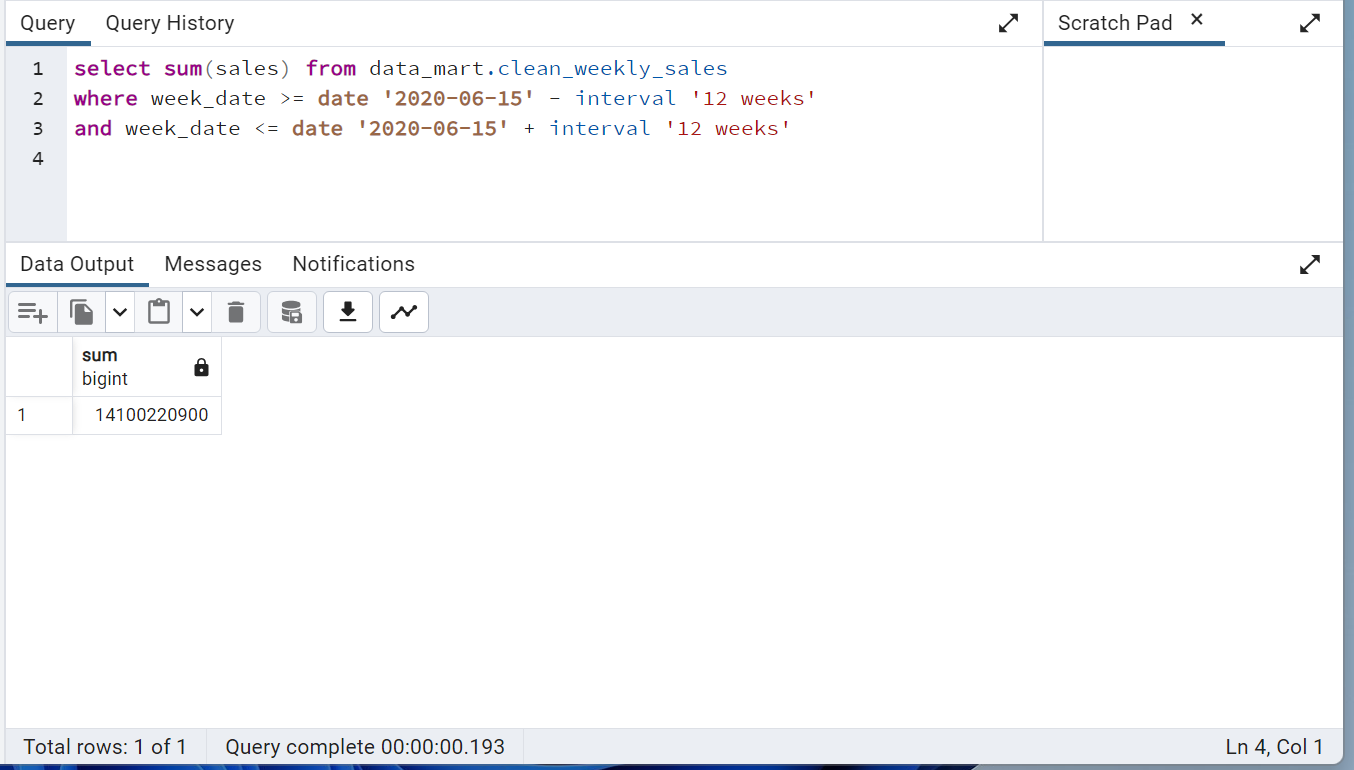 Query Query History Scratch Pad ×
1 select sum(sales) from data_mart.clean_weekly_sales
2 where week_date >= date '2020-06-15' - interval '12 weeks'
3 and week_date <= date '2020-06-15' + interval '12 weeks'
4
Data Output Messages Notifications
sum
bigint
1 14100220900
Total rows: 1 of 1 Query complete 00:00:00.193 Ln 4, Col 1